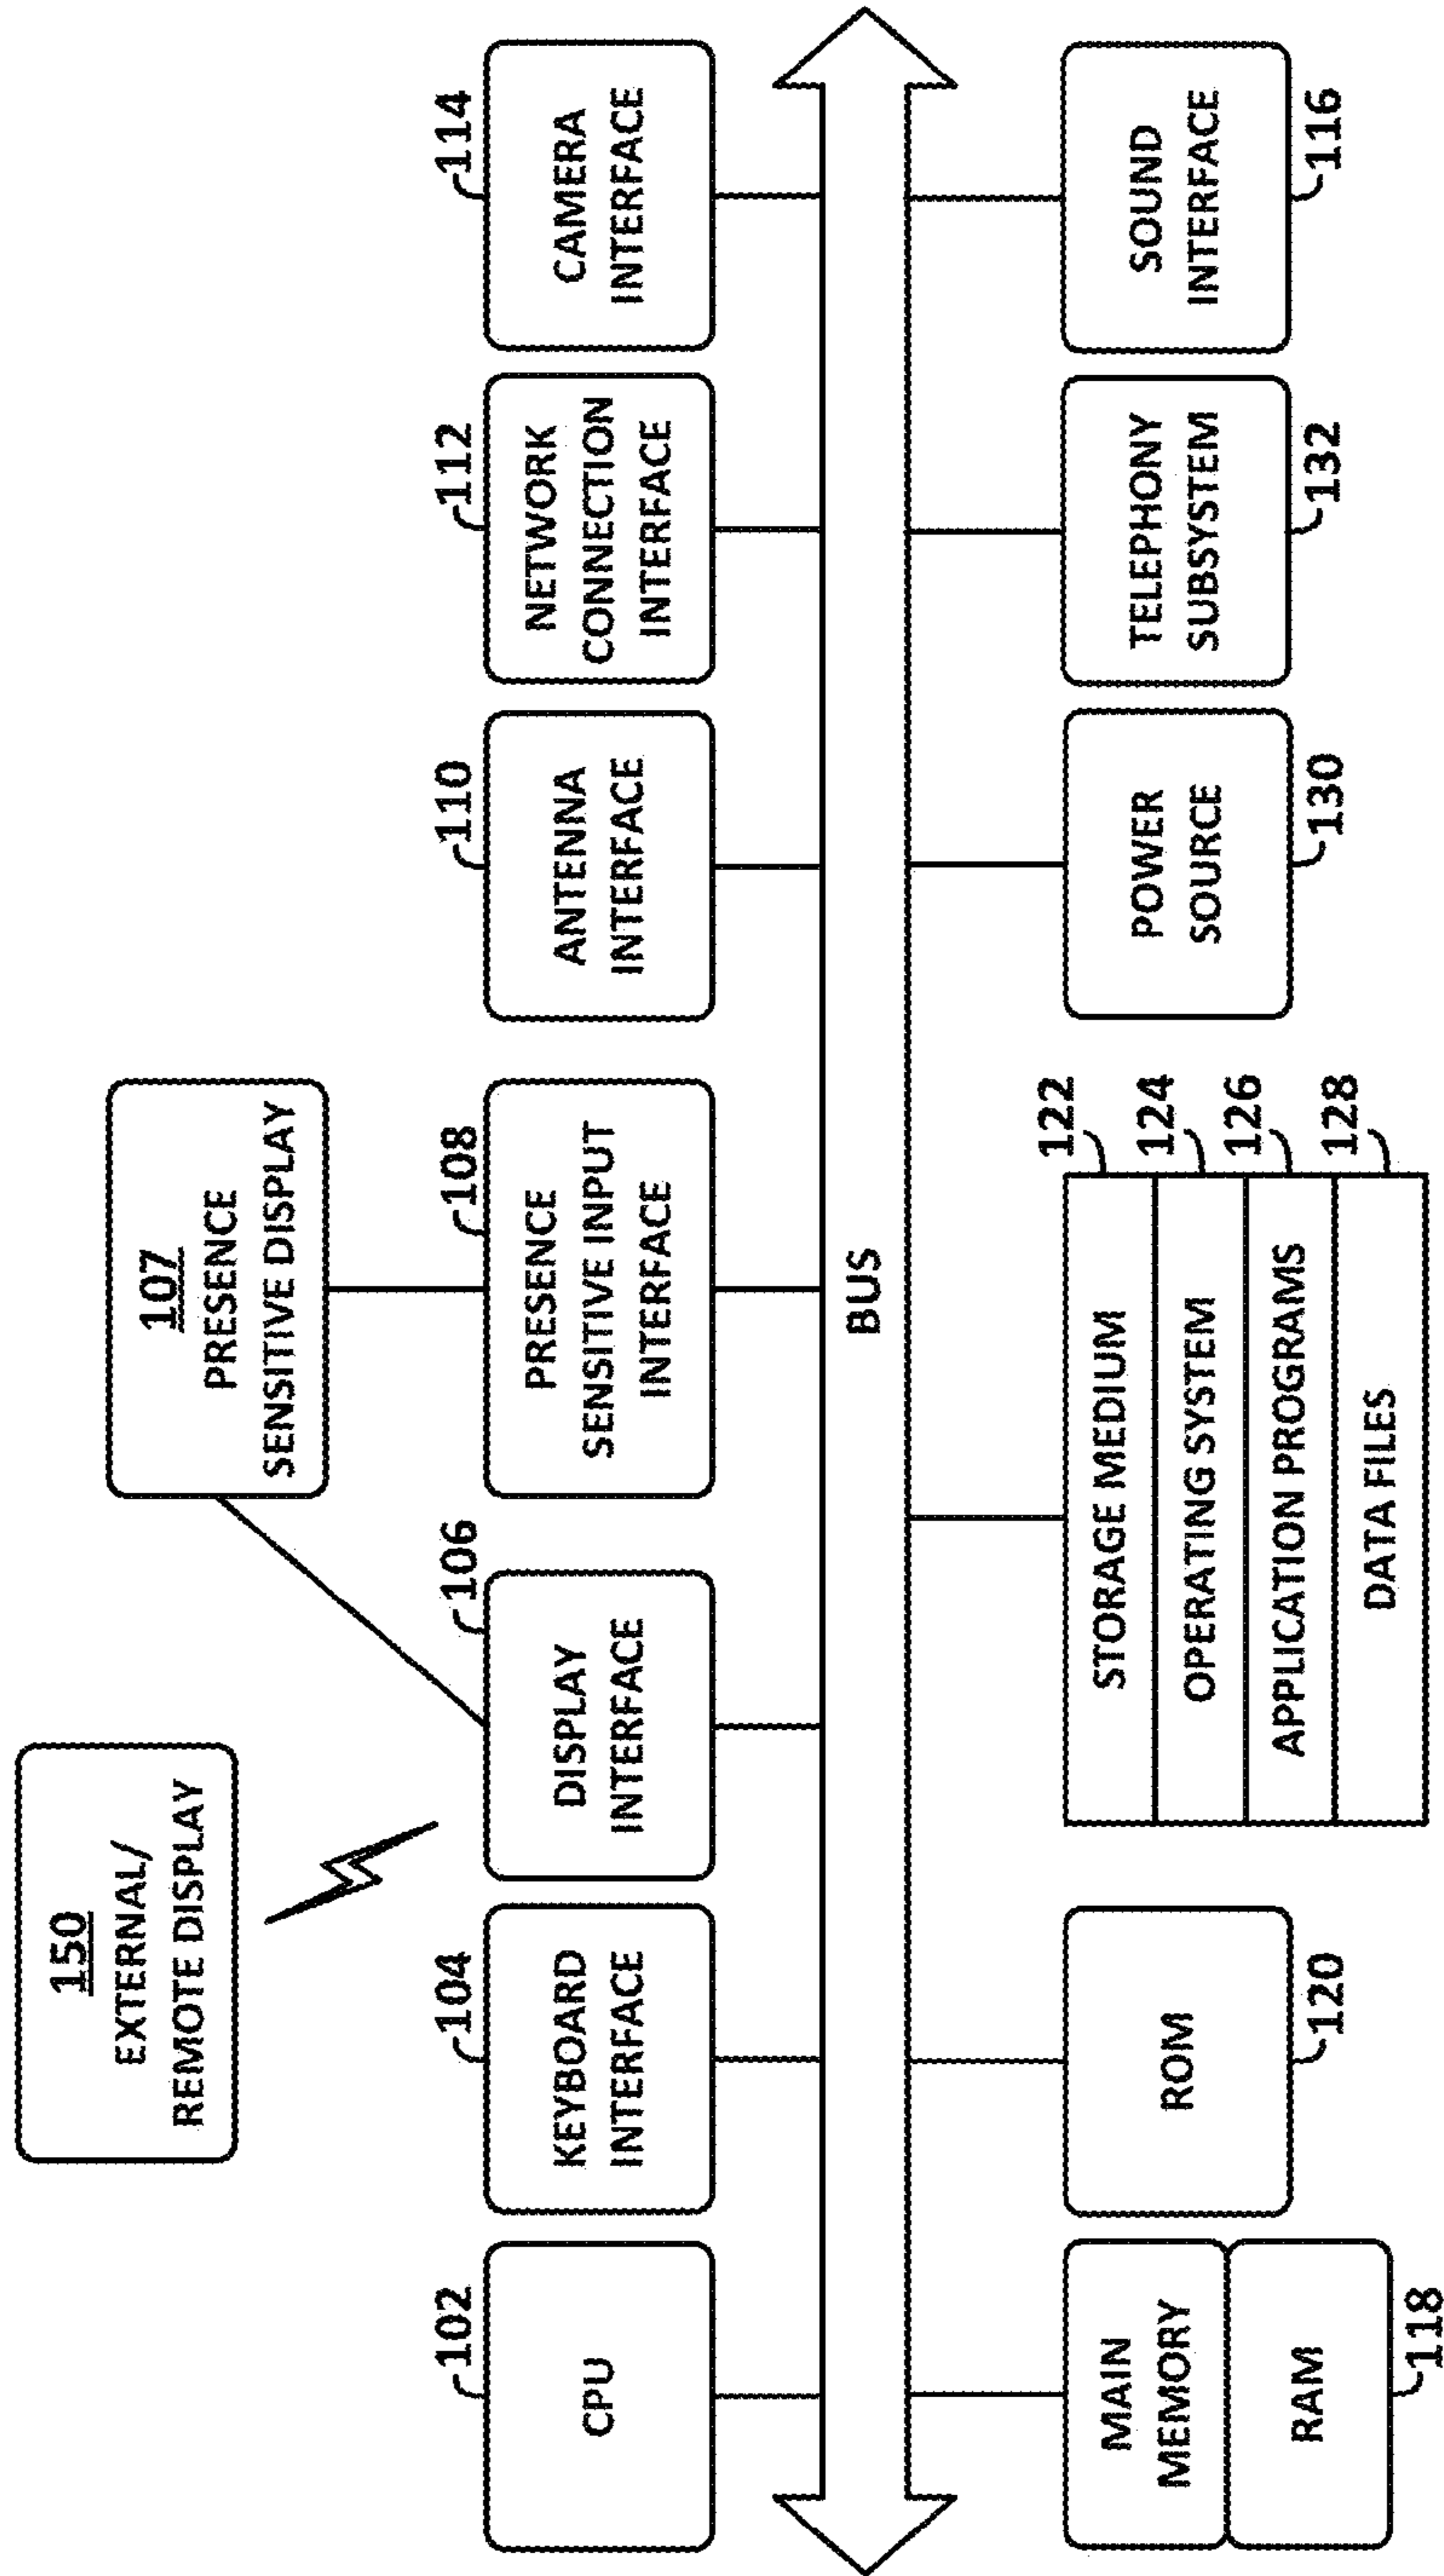 150
EXTERNAL/
REMOTE DISPLAY
107
PRESENCE
SENSITIVE DISPLAY
102
CPU
104
KEYBOARD
INTERFACE
106
DISPLAY
INTERFACE
108
PRESENCE
SENSITIVE INPUT
INTERFACE
110
ANTENNA
INTERFACE
112
NETWORK
CONNECTION
INTERFACE
114
CAMERA
INTERFACE
BUS
MAIN
MEMORY
RAM
118
ROM
120
STORAGE MEDIUM
122
OPERATING SYSTEM
124
APPLICATION PROGRAMS
126
DATA FILES
128
POWER
SOURCE
130
TELEPHONY
SUBSYSTEM
132
SOUND
INTERFACE
116